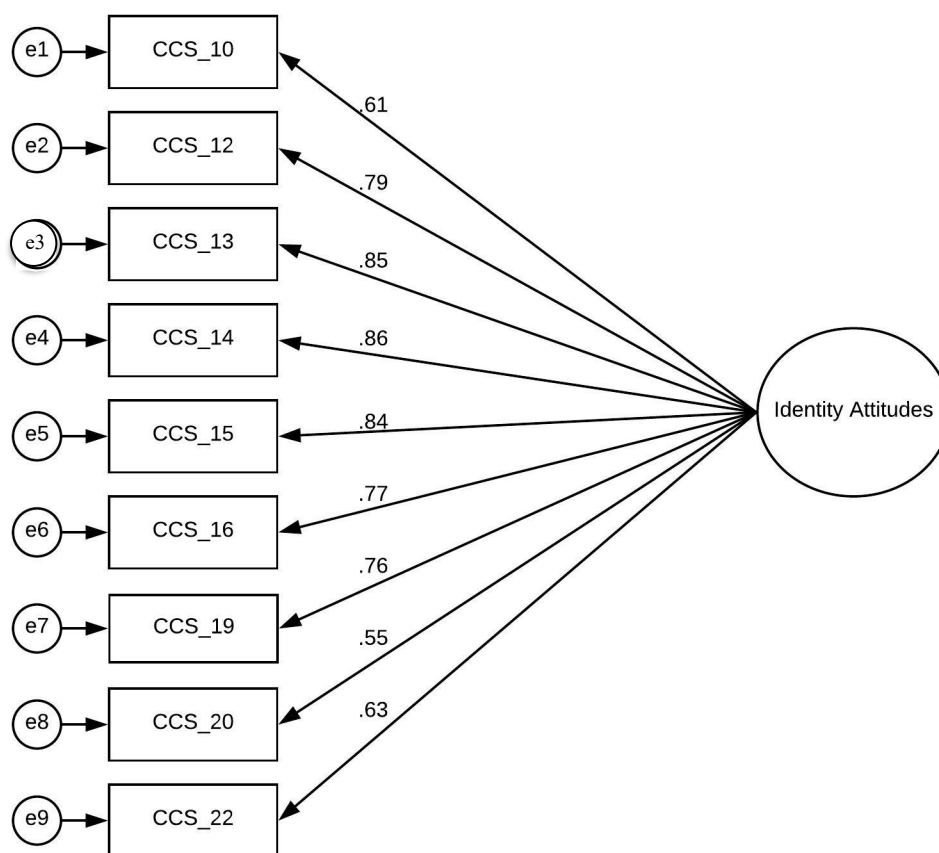 e1
CCS_10
.61
e2
CCS_12
.79
e3
CCS_13
.85
e4
CCS_14
.86
e5
CCS_15
.84
e6
CCS_16
.77
e7
CCS_19
.76
e8
CCS_20
.55
e9
CCS_22
.63
Identity Attitudes